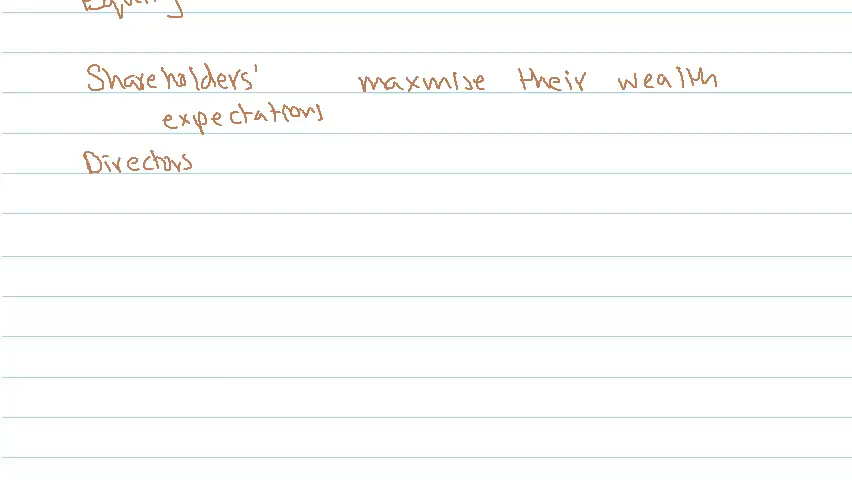 Shareholders' maxmise their wealth
expectations
Directors